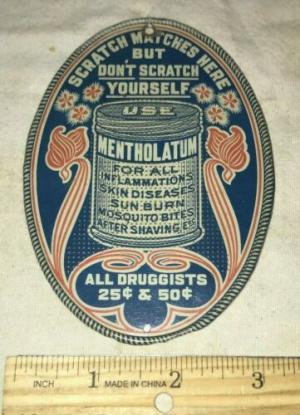 SCRATCH MATCHES HERE
BUT
DON'T SCRATCH
YOURSELF
USE
MENTHOLATUM
FOR ALL
INFLAMMATIONS
SKIN DISEASES
SUN BURN
MOSQUITO BITES
AFTER SHAVING Etc
ALL DRUGGISTS
25¢ & 50¢
INCH 1 MADE IN CHINA 2 3